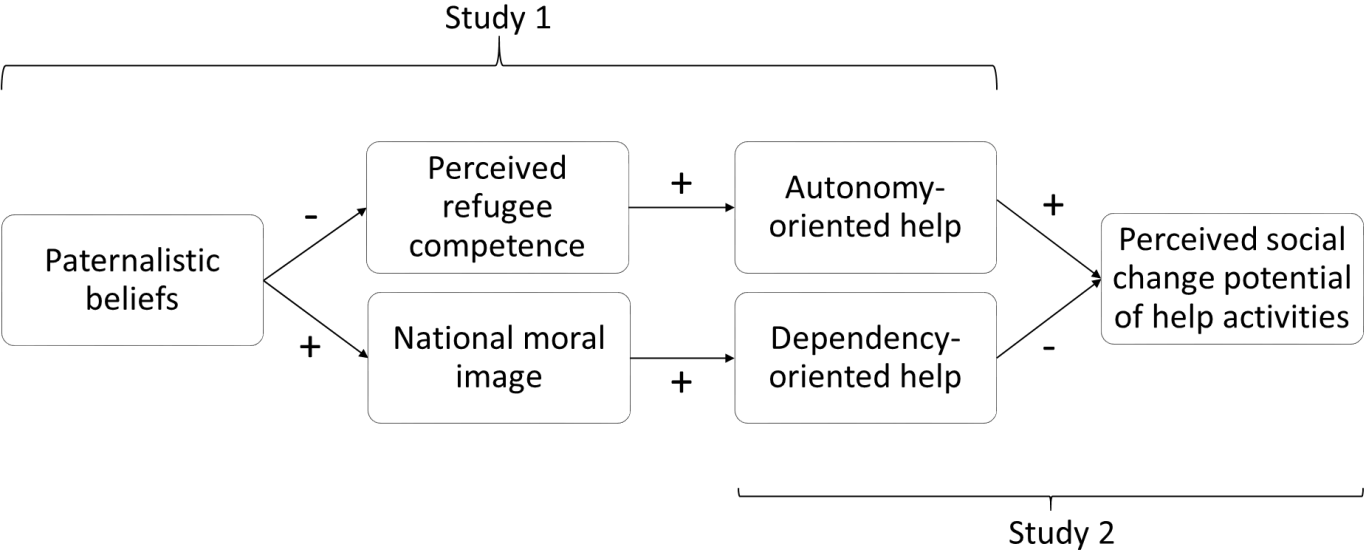 Study 1
Paternalistic
beliefs
-
+
Perceived
refugee
competence
National moral
image
+
+
Autonomy-
oriented help
Dependency-
oriented help
+
-
Perceived social
change potential
of help activities
Study 2